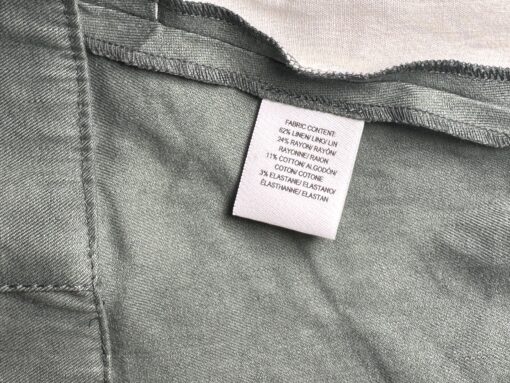 FABRIC CONTENT:
62% LINEN/ LINO/ LIN
24% RAYON/ RAYÓN/
RAYONNE/ RAION
11% COTTON/ ALGODÓN/
COTON/ COTONE
3% ELASTANE/ ELASTANO/
ÉLASTHANNE/ ELASTAN